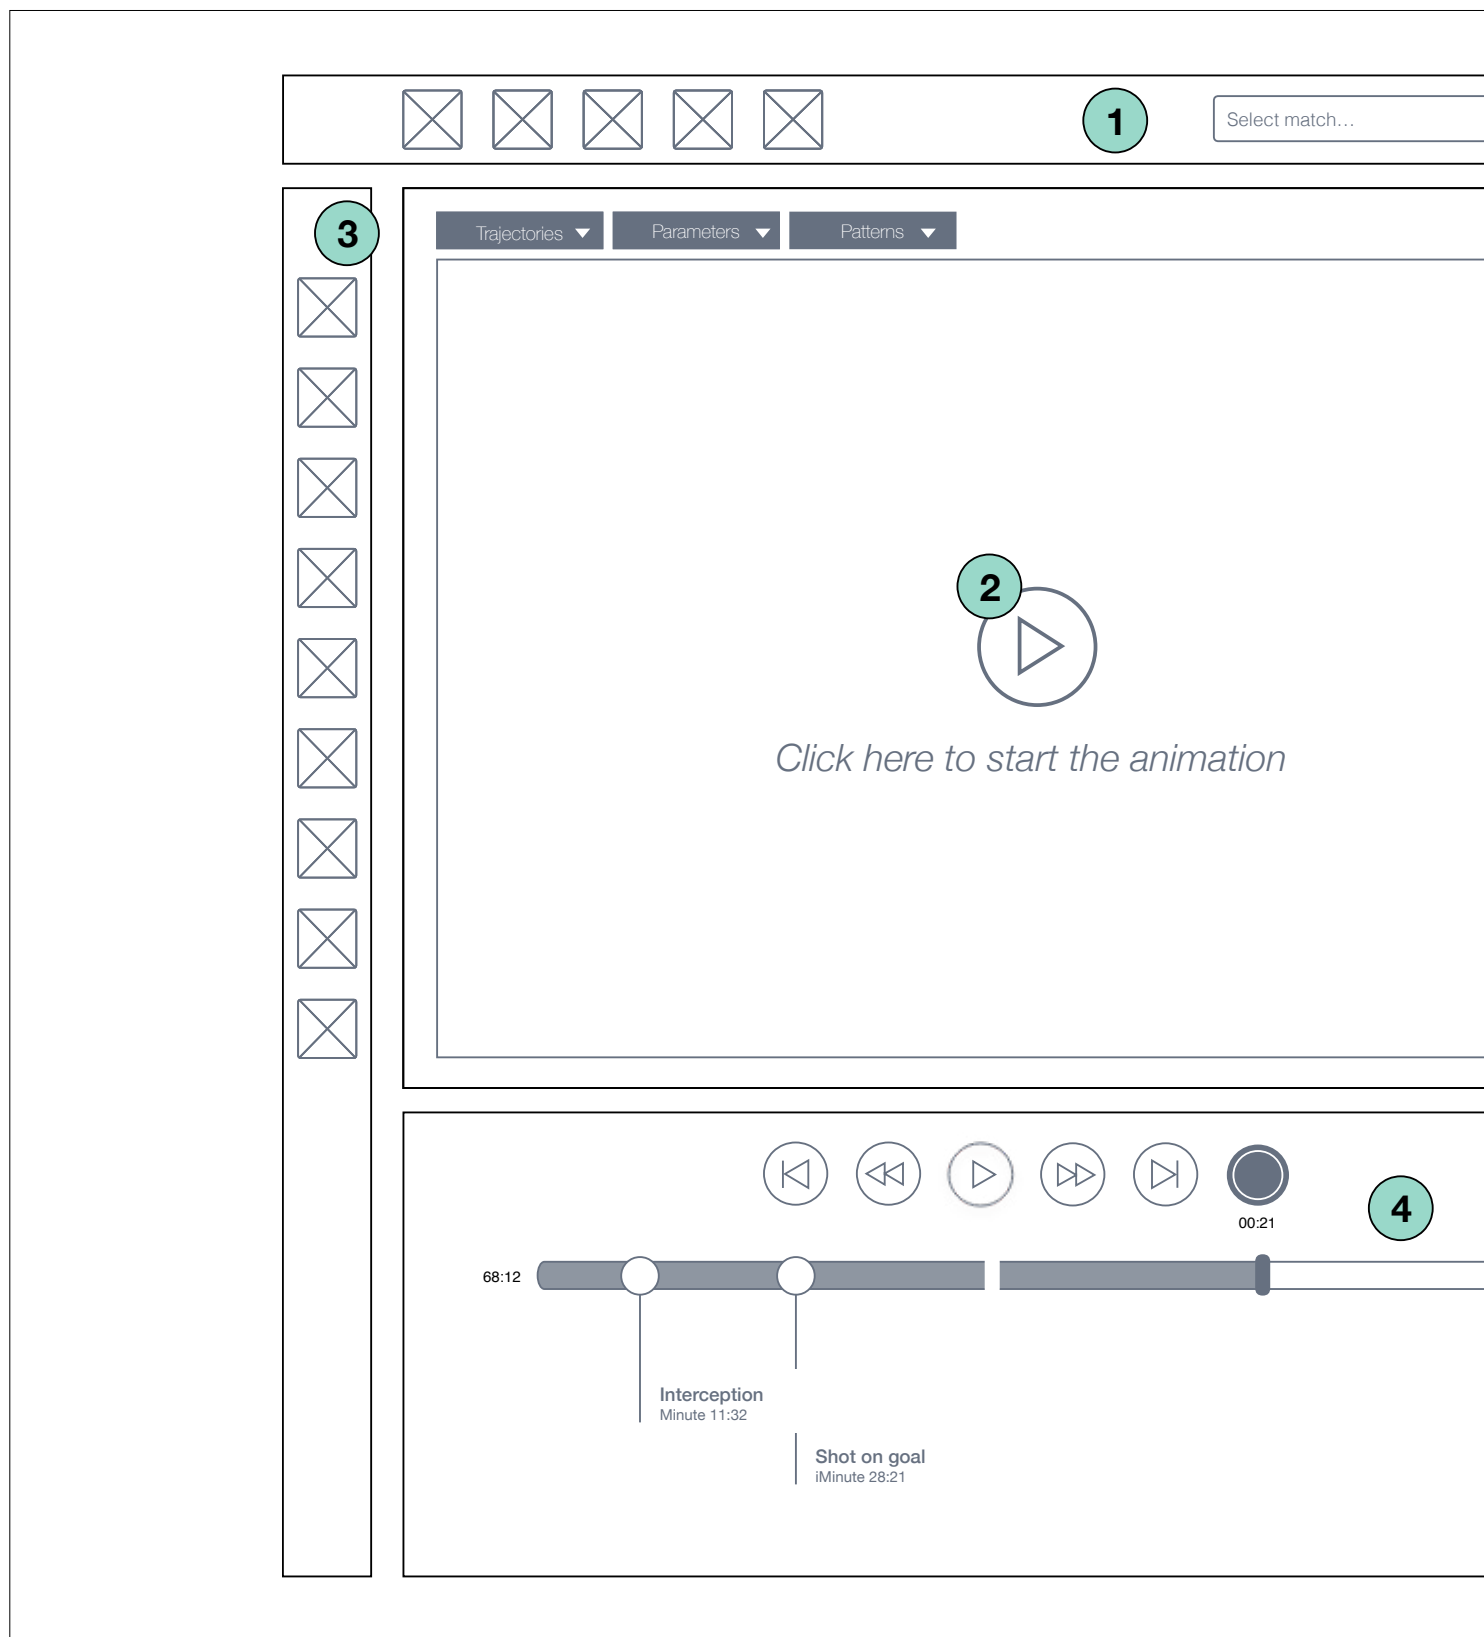 1
Select match…
3
Trajectories
Parameters
Patterns
2
Click here to start the animation
4
00:21
68:12
Interception
Minute 11:32
Shot on goal
iMinute 28:21